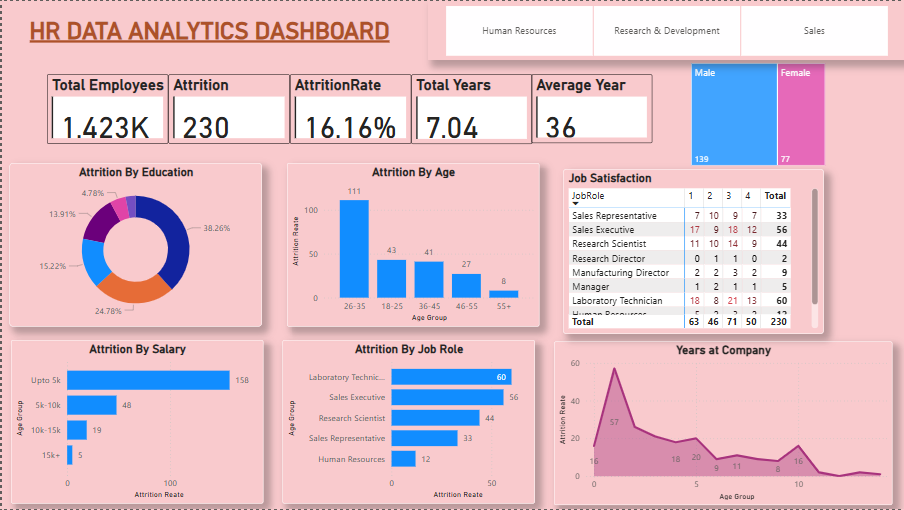 HR DATA ANALYTICS DASHBOARD
Human Resources
Research & Development
Sales
Total Employees
1.423K
Attrition
230
AttritionRate
16.16%
Total Years
7.04
Average Year
36
Male
139
Female
77
Attrition By Education
4.78%
13.91%
15.22%
24.78%
38.26%
Attrition By Age
Attrition Reate
100
50
0
111
43
41
27
8
26-35
18-25
36-45
46-55
55+
Age Group
Job Satisfaction
JobRole 1 2 3 4 Total
Sales Representative 7 10 9 7 33
Sales Executive 17 9 18 12 56
Research Scientist 11 10 14 9 44
Research Director 0 1 1 0 2
Manufacturing Director 2 2 3 2 9
Manager 1 2 1 1 5
Laboratory Technician 18 8 21 13 60
Human Resources
Total 63 46 71 50 230
Attrition By Salary
Age Group
Upto 5k 158
5k-10k 48
10k-15k 19
15k+ 5
0 100
Attrition Reate
Attrition By Job Role
Age Group
Laboratory Technic... 60
Sales Executive 56
Research Scientist 44
Sales Representative 33
Human Resources 12
0 50
Attrition Reate
Years at Company
Attrition Reate
60
40
20
0
16
57
18
20
9
11
8
16
0 5 10
Age Group